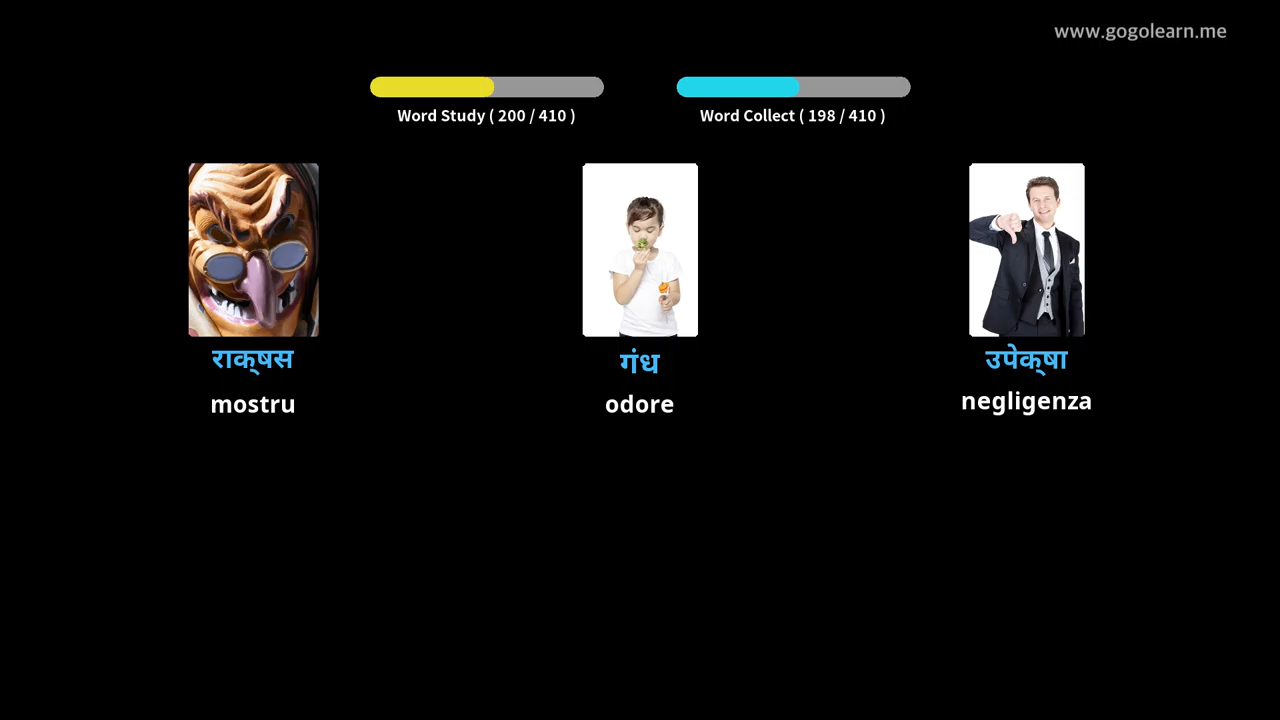 www.gogolearn.me
Word Study ( 200 / 410 )
Word Collect ( 198 / 410 )
राक्षस
गंध
उपेक्षा
mostru
odore
negligenza